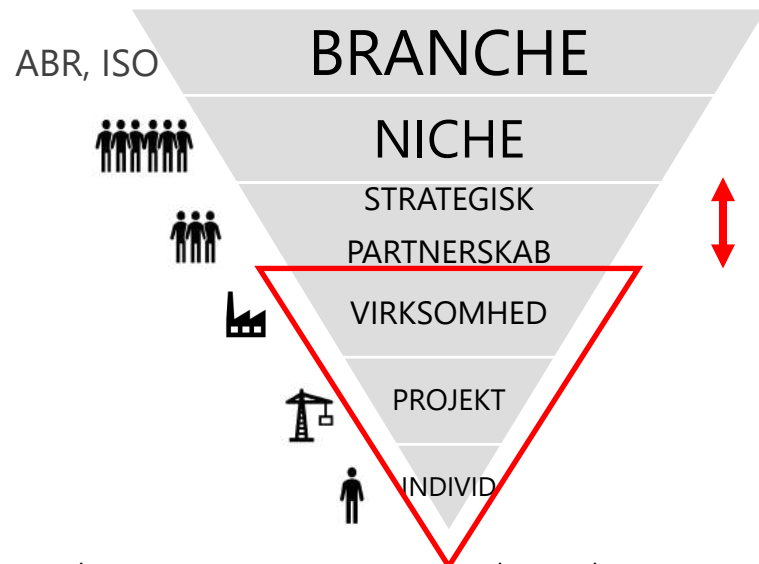 BRANCHE
ABR, ISO
NICHE
STRATEGISK
PARTNERSKAB
VIRKSOMHED
PROJEKT
INDIVID